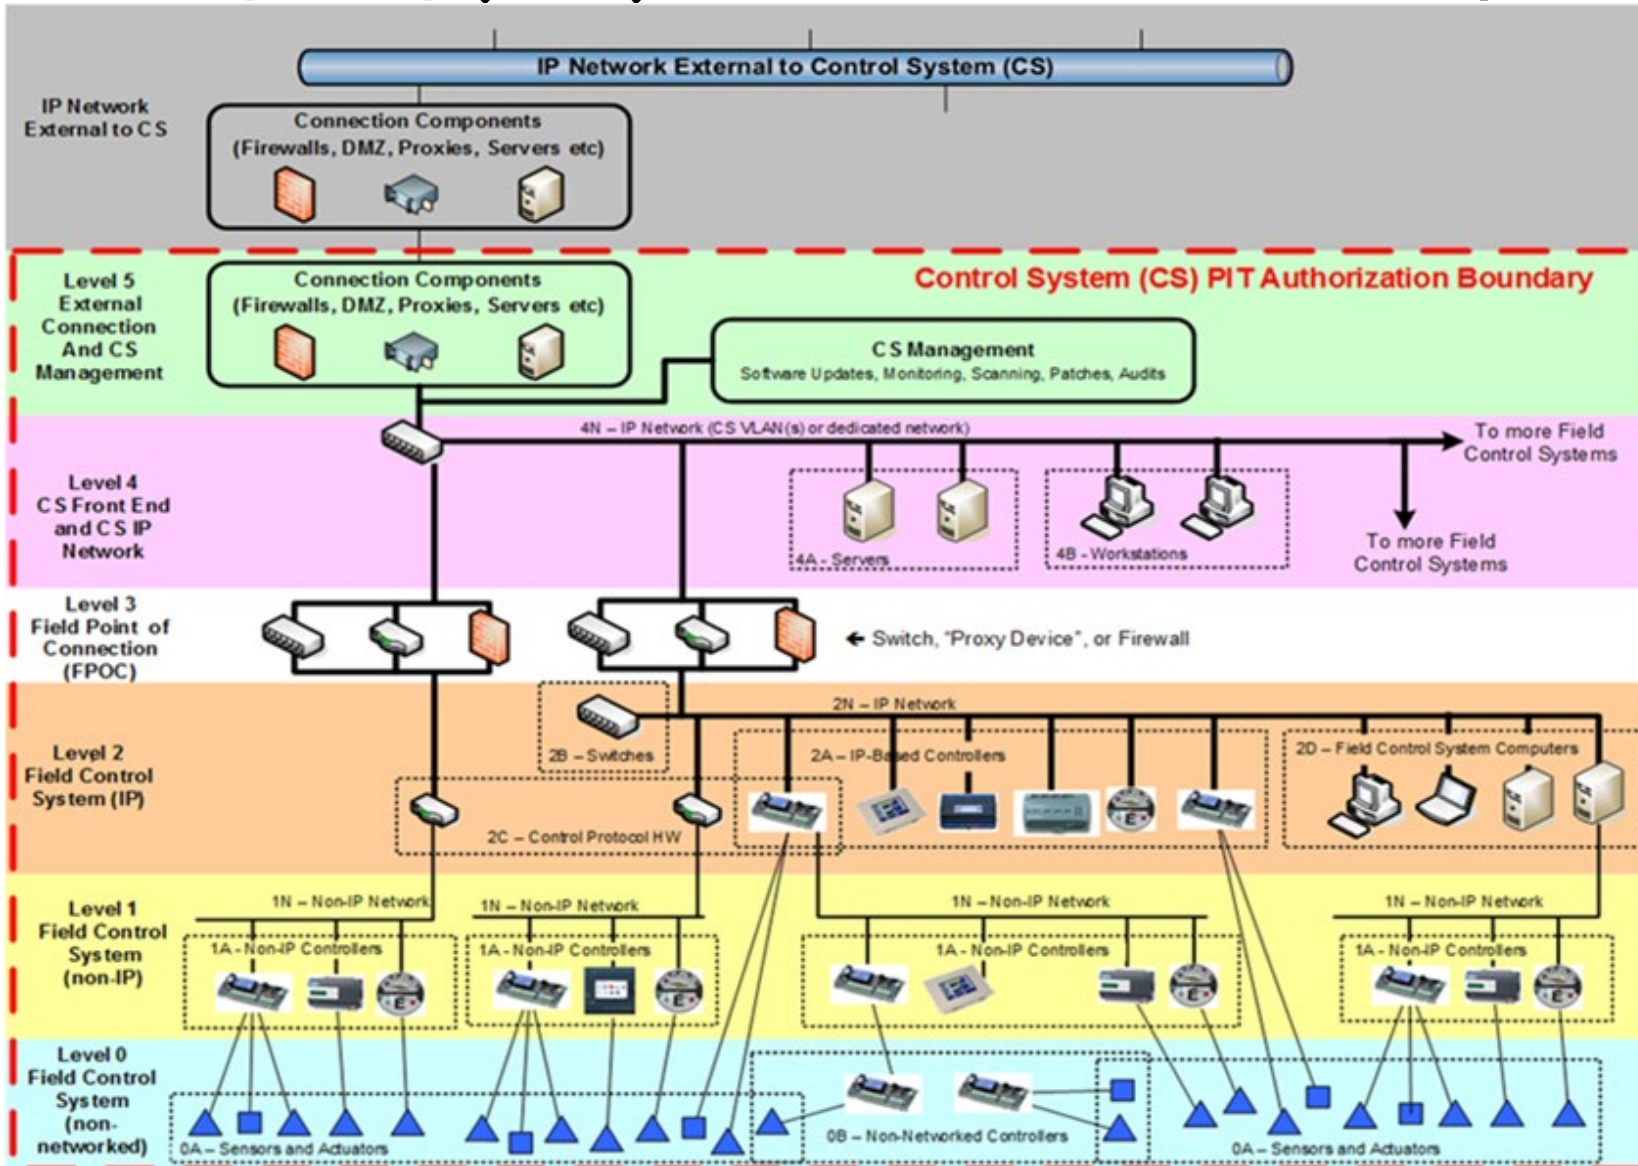 IP Network External to Control System (CS)
IP Network
External to CS
Connection Components
(Firewalls, DMZ, Proxies, Servers etc)
Control System (CS) PIT Authorization Boundary
Level 5
External
Connection
And CS
Management
Connection Components
(Firewalls, DMZ, Proxies, Servers etc)
CS Management
Software Updates, Monitoring, Scanning, Patches, Audits
Level 4
CS Front End
and CS IP
Network
4N – IP Network (CS VLAN(s) or dedicated network)
To more Field
Control Systems
4A - Servers
4B - Workstations
To more Field
Control Systems
Level 3
Field Point of
Connection
(FPOC)
← Switch, "Proxy Device", or Firewall
Level 2
Field Control
System (IP)
2N – IP Network
2B – Switches
2A – IP-Based Controllers
2D – Field Control System Computers
2C – Control Protocol HW
Level 1
Field Control
System
(non-IP)
1N – Non-IP Network
1N – Non-IP Network
1N – Non-IP Network
1N – Non-IP Network
1A - Non-IP Controllers
1A - Non-IP Controllers
1A - Non-IP Controllers
1A - Non-IP Controllers
Level 0
Field Control
System
(non-
networked)
0A – Sensors and Actuators
0B - Non-Networked Controllers
0A – Sensors and Actuators